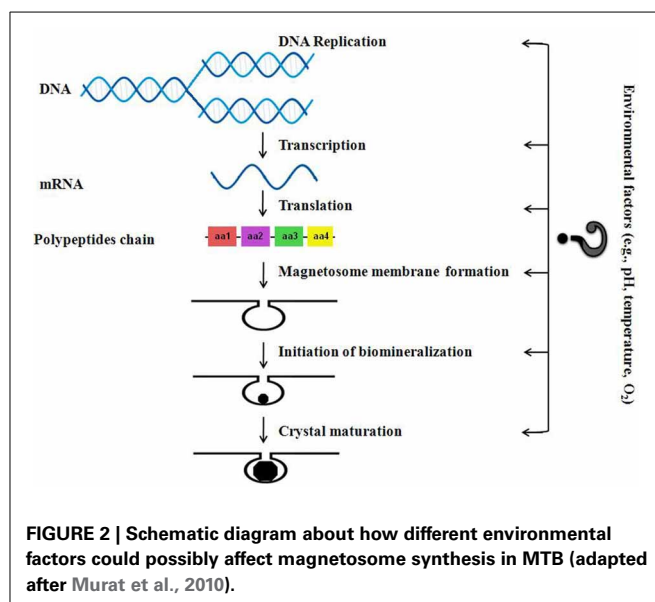 DNA Replication
DNA
Transcription
mRNA
Translation
Polypeptides chain
aa1 aa2 aa3 aa4
Magnetosome membrane formation
Initiation of biomineralization
Crystal maturation
Environmental factors (e.g., pH, temperature, O₂)
?
FIGURE 2 | Schematic diagram about how different environmental
factors could possibly affect magnetosome synthesis in MTB (adapted
after Murat et al., 2010).